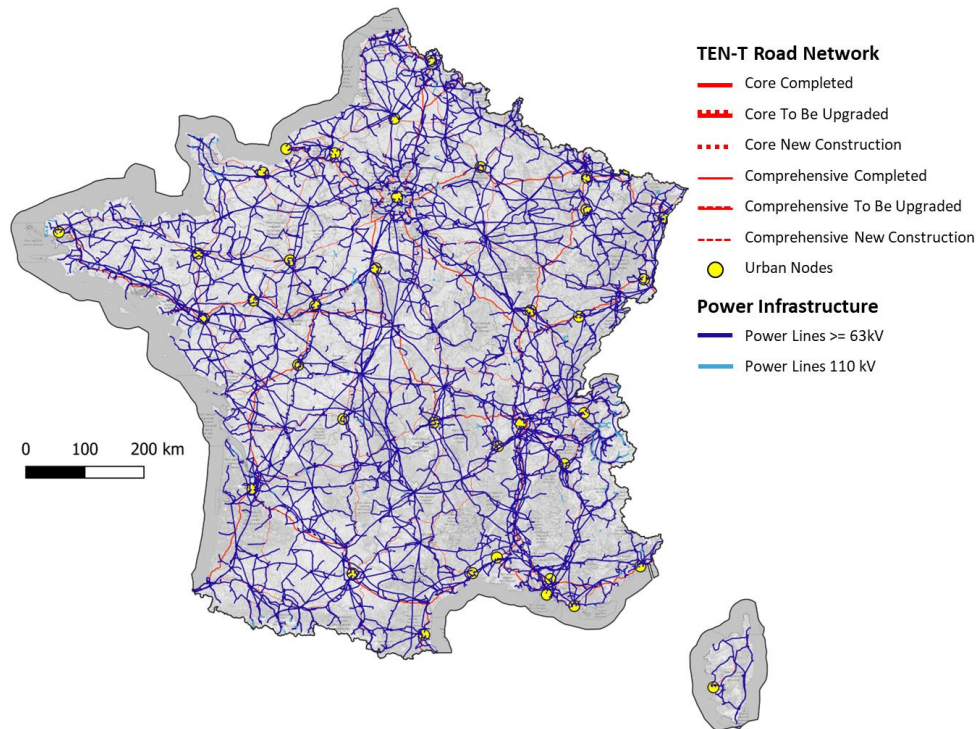 TEN-T Road Network
Core Completed
Core To Be Upgraded
Core New Construction
Comprehensive Completed
Comprehensive To Be Upgraded
Comprehensive New Construction
Urban Nodes
Power Infrastructure
Power Lines >= 63kV
Power Lines 110 kV
0 100 200 km